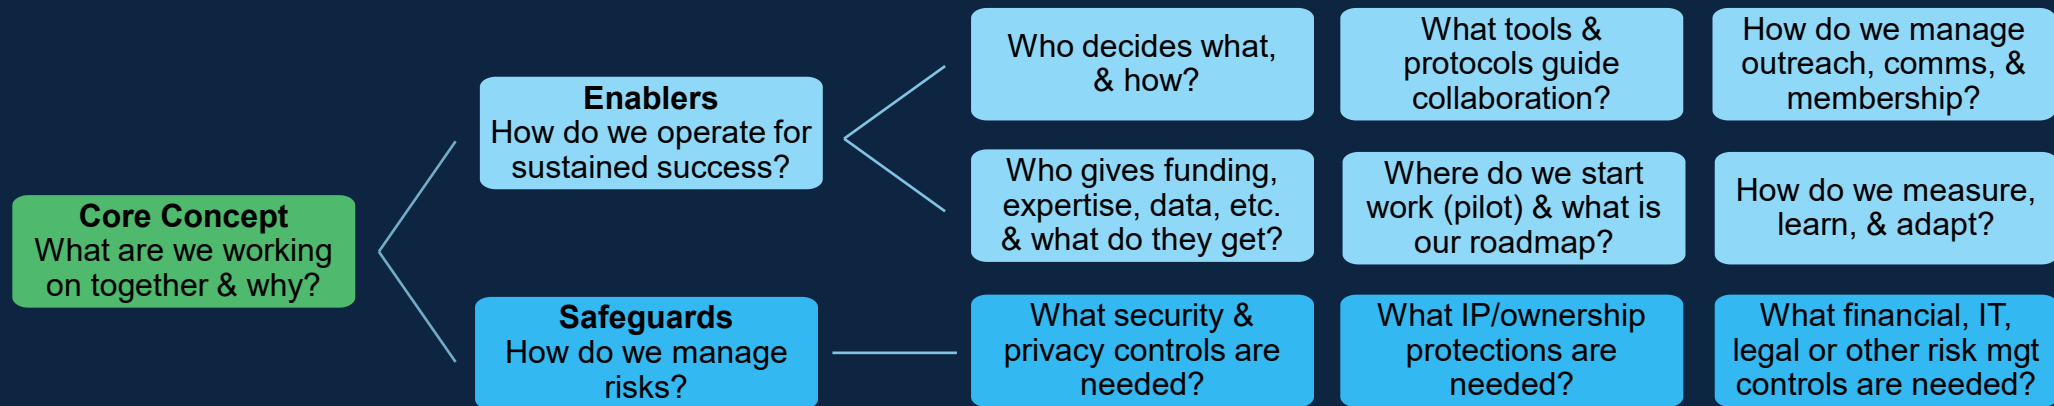 Core Concept
What are we working
on together & why?
Enablers
How do we operate for
sustained success?
Who decides what,
& how?
What tools &
protocols guide
collaboration?
How do we manage
outreach, comms, &
membership?
Who gives funding,
expertise, data, etc.
& what do they get?
Where do we start
work (pilot) & what is
our roadmap?
How do we measure,
learn, & adapt?
Safeguards
How do we manage
risks?
What security &
privacy controls are
needed?
What IP/ownership
protections are
needed?
What financial, IT,
legal or other risk mgt
controls are needed?